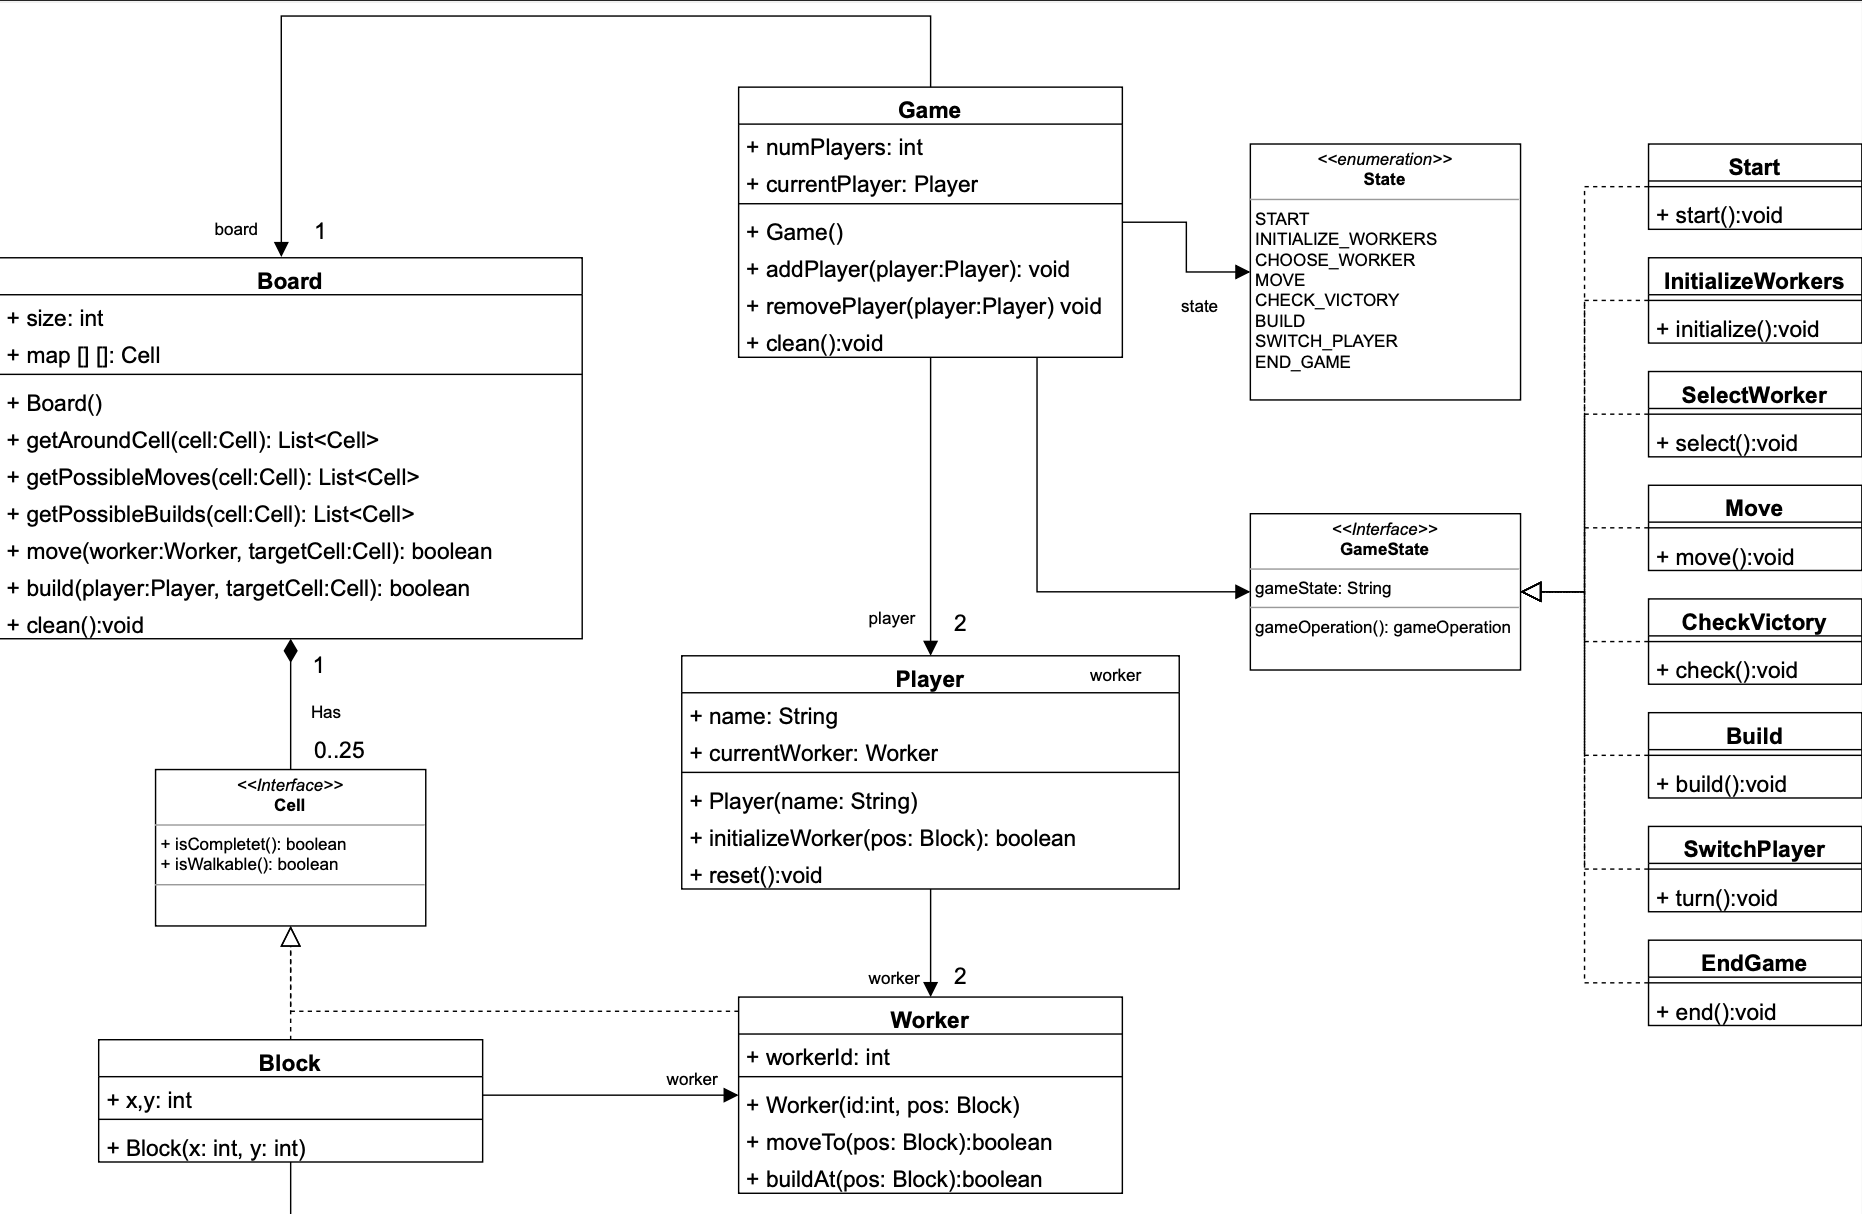 Game
+ numPlayers: int
+ currentPlayer: Player
+ Game()
+ addPlayer(player:Player): void
+ removePlayer(player:Player) void
+ clean():void
board
1
Board
+ size: int
+ map [] []: Cell
+ Board()
+ getAroundCell(cell:Cell): List<Cell>
+ getPossibleMoves(cell:Cell): List<Cell>
+ getPossibleBuilds(cell:Cell): List<Cell>
+ move(worker:Worker, targetCell:Cell): boolean
+ build(player:Player, targetCell:Cell): boolean
+ clean():void
1
Has
0..25
<<Interface>>
Cell
+ isCompletet(): boolean
+ isWalkable(): boolean
Block
+ x,y: int
+ Block(x: int, y: int)
worker
state
<<enumeration>>
State
START
INITIALIZE_WORKERS
CHOOSE_WORKER
MOVE
CHECK_VICTORY
BUILD
SWITCH_PLAYER
END_GAME
player
2
Player
worker
+ name: String
+ currentWorker: Worker
+ Player(name: String)
+ initializeWorker(pos: Block): boolean
+ reset():void
worker
2
Worker
+ workerId: int
+ Worker(id:int, pos: Block)
+ moveTo(pos: Block):boolean
+ buildAt(pos: Block):boolean
<<Interface>>
GameState
gameState: String
gameOperation(): gameOperation
Start
+ start():void
InitializeWorkers
+ initialize():void
SelectWorker
+ select():void
Move
+ move():void
CheckVictory
+ check():void
Build
+ build():void
SwitchPlayer
+ turn():void
EndGame
+ end():void